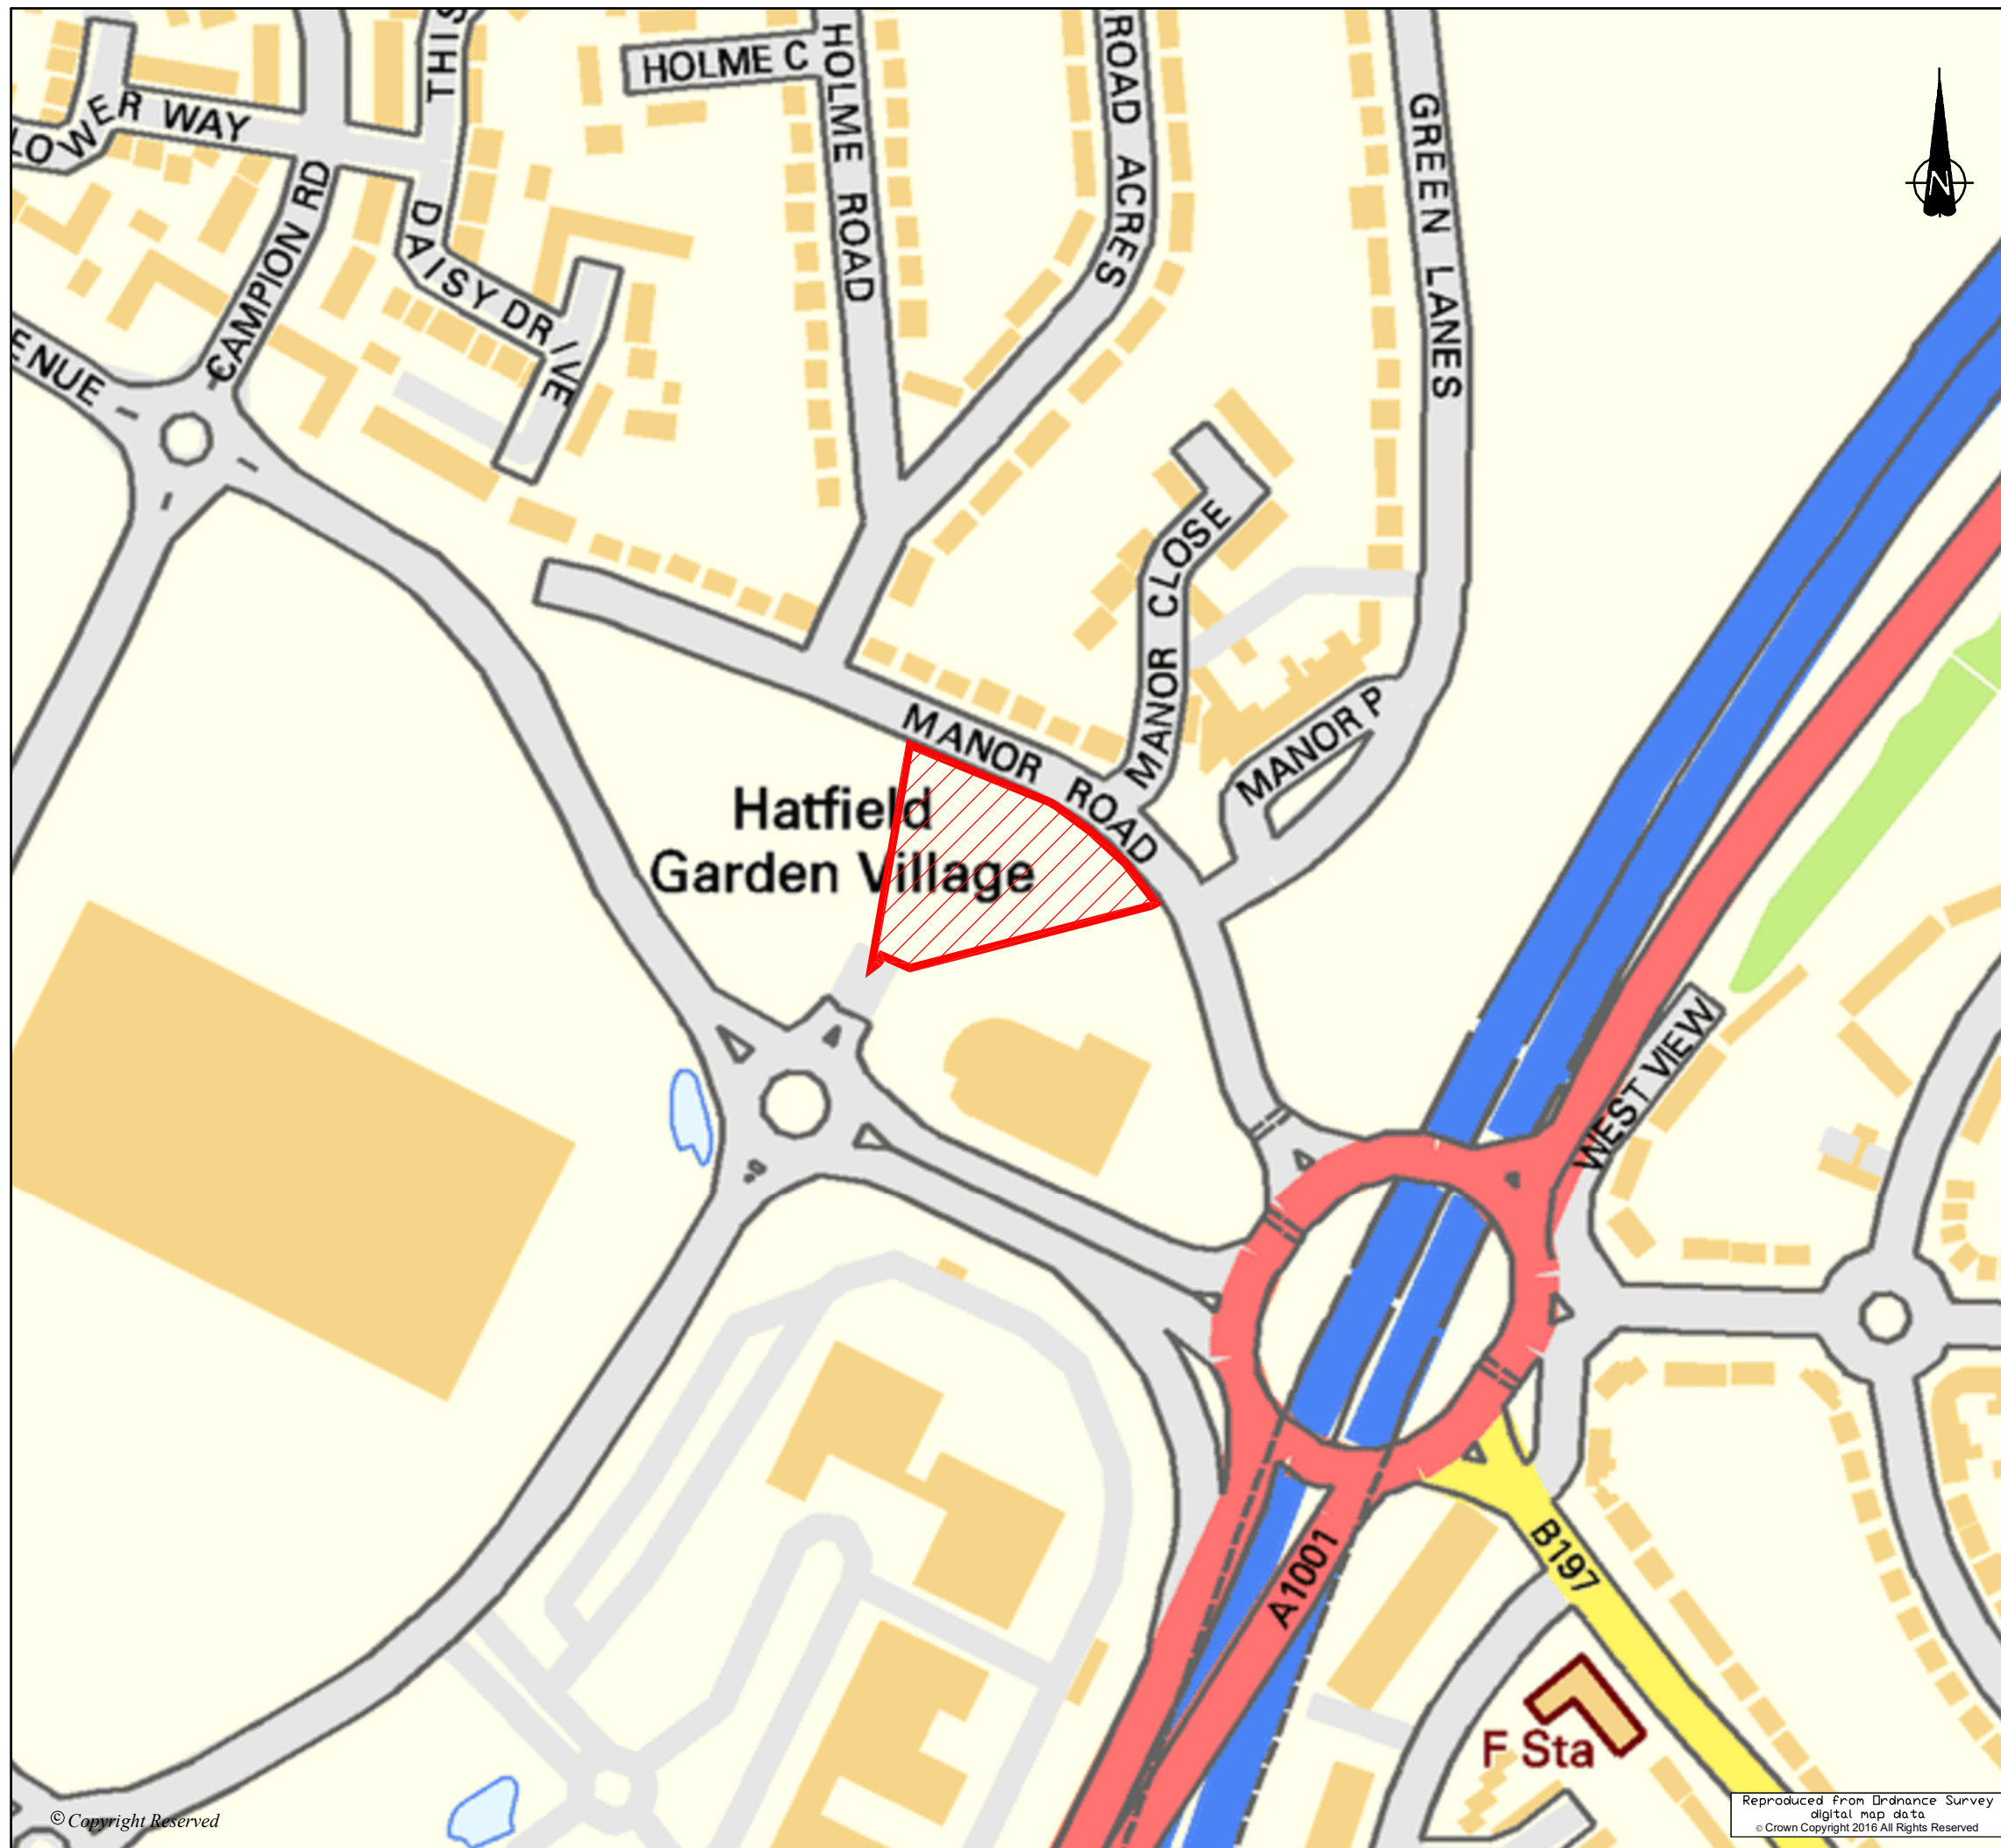 HOLME C
HOLME ROAD
ROAD ACRES
GREEN LANES
LOWER WAY
THIS
CAMPION RD
DAISY DRIVE
ENUE
N
MANOR CLOSE
MANOR P
MANOR ROAD
Hatfield
Garden Village
WEST VIEW
A1001
B197
F Sta
© Copyright Reserved
Reproduced from Ordnance Survey
digital map data
© Crown Copyright 2016 All Rights Reserved